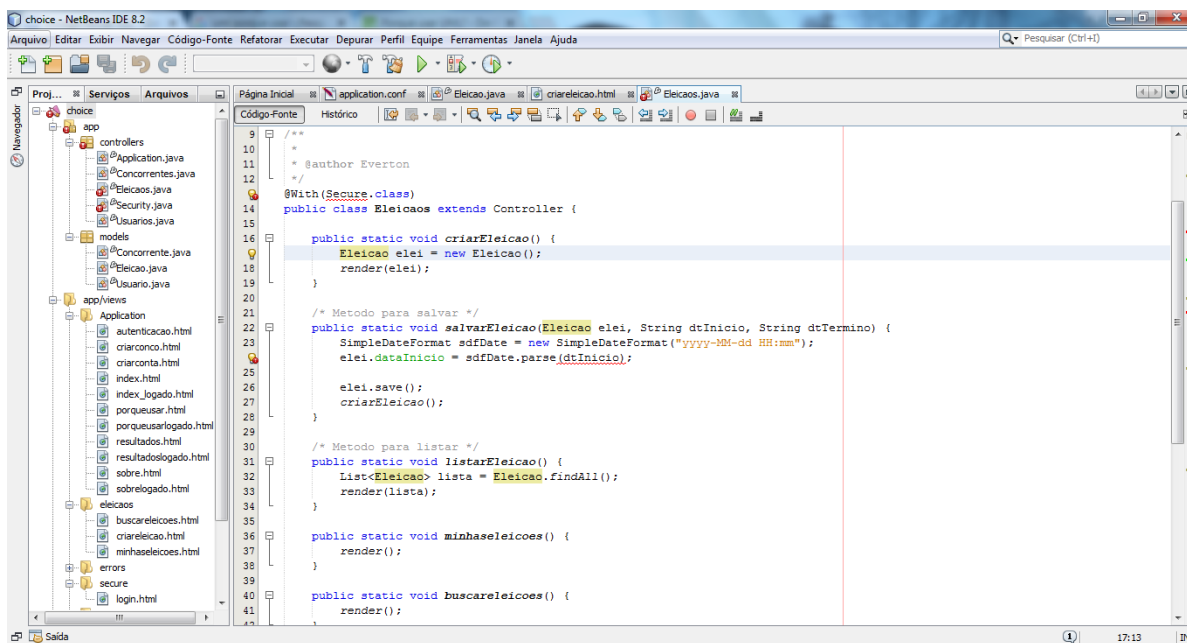 choice - NetBeans IDE 8.2
Arquivo Editar Exibir Navegar Código-Fonte Refatorar Executar Depurar Perfil Equipe Ferramentas Janela Ajuda
Pesquisar (Ctrl+I)
Proj... Serviços Arquivos
Página Inicial application.conf Eleicao.java criareleicao.html Eleicaos.java
Navegador
choice
app
controllers
Application.java
Concorrentes.java
Eleicaos.java
Security.java
Usuarios.java
models
Concorrente.java
Eleicao.java
Usuario.java
app/views
Application
autenticacao.html
criarconco.html
criarconta.html
index.html
index_logado.html
porqueusar.html
porqueusarlogado.html
resultados.html
resultadoslogado.html
sobre.html
sobrelogado.html
eleicaos
buscareleicoes.html
criareleicao.html
minhaseleicoes.html
errors
secure
login.html
Código-Fonte Histórico
9 /**
10 *
11 * @author Everton
12 */
@With(Secure.class)
14 public class Eleicaos extends Controller {
15
16 public static void criarEleicao() {
Eleicao elei = new Eleicao();
18 render(elei);
19 }
20
21 /* Metodo para salvar */
22 public static void salvarEleicao(Eleicao elei, String dtInicio, String dtTermino) {
23 SimpleDateFormat sdfDate = new SimpleDateFormat("yyyy-MM-dd HH:mm");
elei.dataInicio = sdfDate.parse(dtInicio);
25
26 elei.save();
27 criarEleicao();
28 }
29
30 /* Metodo para listar */
31 public static void listarEleicao() {
32 List<Eleicao> lista = Eleicao.findAll();
33 render(lista);
34 }
35
36 public static void minhaseleicoes() {
37 render();
38 }
39
40 public static void buscareleicoes() {
41 render();
Saída
1 17:13